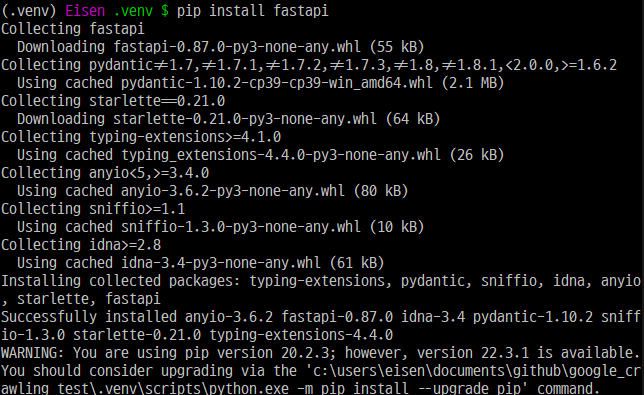 (.venv) Eisen .venv $ pip install fastapi
Collecting fastapi
  Downloading fastapi-0.87.0-py3-none-any.whl (55 kB)
Collecting pydantic!=1.7,!=1.7.1,!=1.7.2,!=1.7.3,!=1.8,!=1.8.1,<2.0.0,>=1.6.2
  Using cached pydantic-1.10.2-cp39-cp39-win_amd64.whl (2.1 MB)
Collecting starlette==0.21.0
  Downloading starlette-0.21.0-py3-none-any.whl (64 kB)
Collecting typing-extensions>=4.1.0
  Using cached typing_extensions-4.4.0-py3-none-any.whl (26 kB)
Collecting anyio<5,>=3.4.0
  Using cached anyio-3.6.2-py3-none-any.whl (80 kB)
Collecting sniffio>=1.1
  Using cached sniffio-1.3.0-py3-none-any.whl (10 kB)
Collecting idna>=2.8
  Using cached idna-3.4-py3-none-any.whl (61 kB)
Installing collected packages: typing-extensions, pydantic, sniffio, idna, anyio
, starlette, fastapi
Successfully installed anyio-3.6.2 fastapi-0.87.0 idna-3.4 pydantic-1.10.2 sniff
io-1.3.0 starlette-0.21.0 typing-extensions-4.4.0
WARNING: You are using pip version 20.2.3; however, version 22.3.1 is available.
You should consider upgrading via the 'c:\users\eisen\documents\github\google_cr
awling_test\.venv\scripts\python.exe -m pip install --upgrade pip' command.